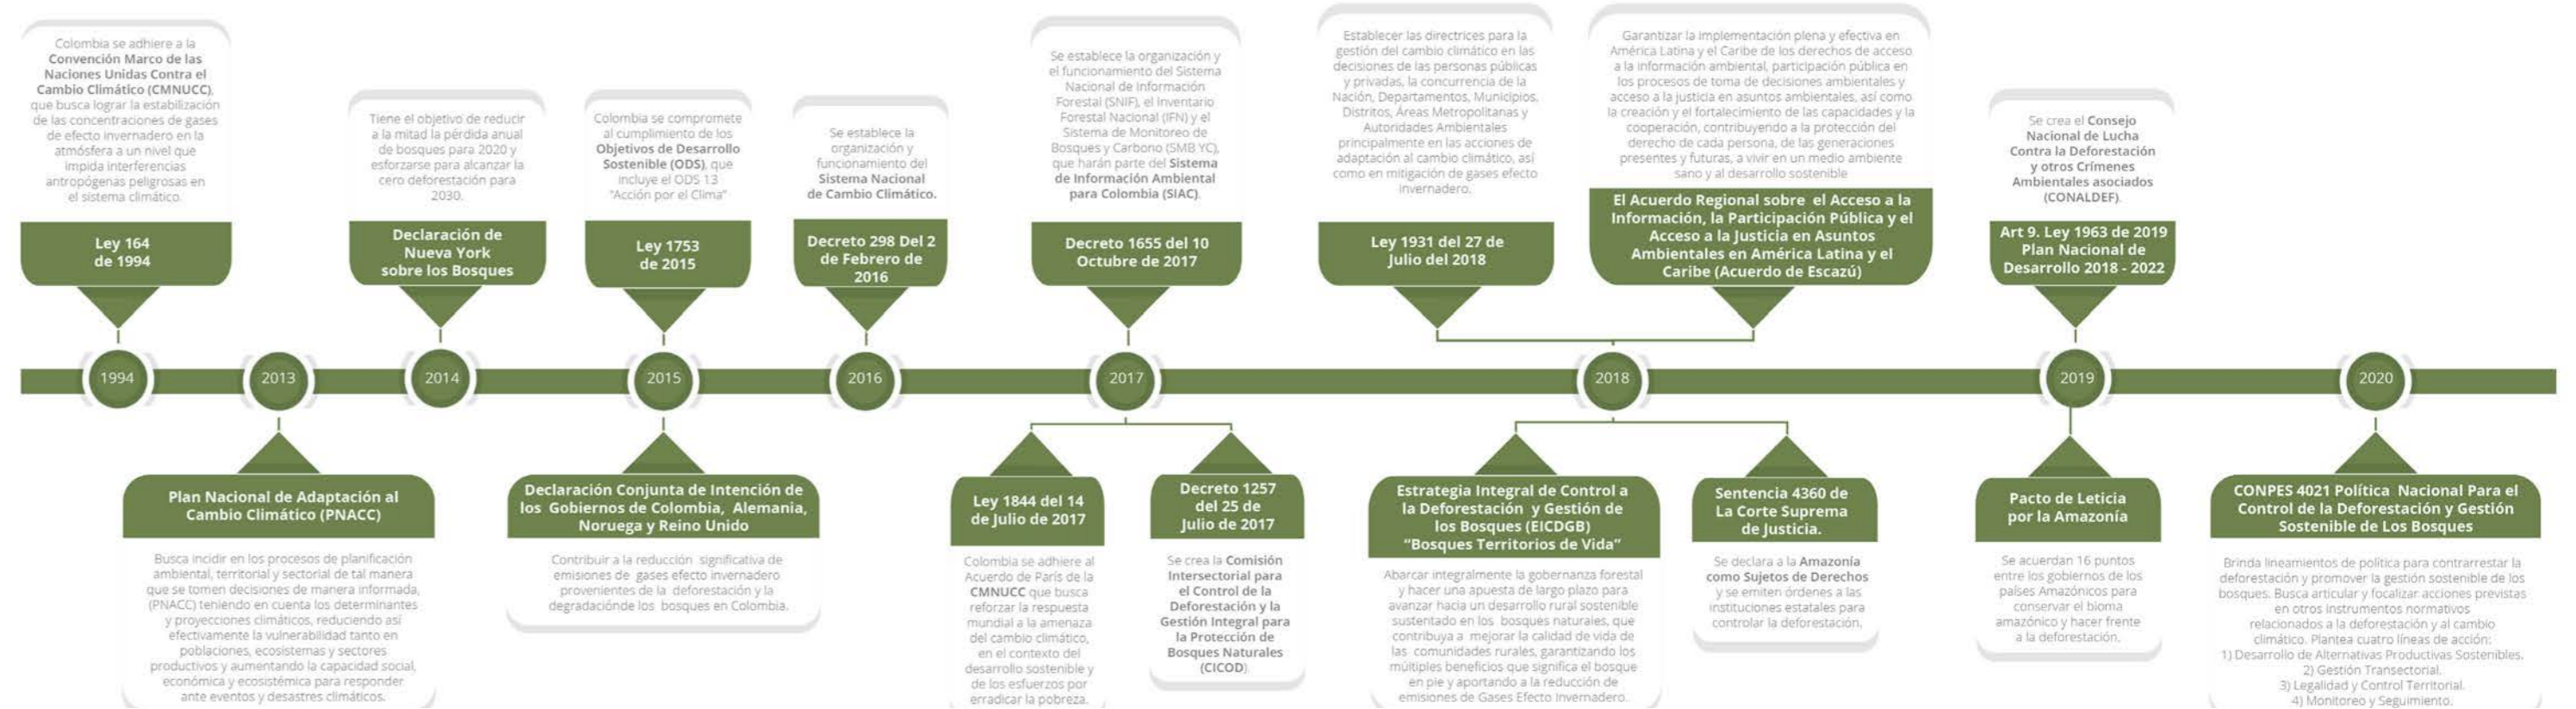 Colombia se adhiere a la
Convención Marco de las
Naciones Unidas Contra el
Cambio Climático (CMNUCC),
que busca lograr la estabilización
de las concentraciones de gases
de efecto invernadero en la
atmósfera a un nivel que
impida interferencias
antropógenas peligrosas en
el sistema climático.
Ley 164
de 1994
Tiene el objetivo de reducir
a la mitad la pérdida anual
de bosques para 2020 y
esforzarse para alcanzar la
cero deforestación para
2030.
Declaración de
Nueva York
sobre los Bosques
Colombia se compromete
al cumplimiento de los
Objetivos de Desarrollo
Sostenible (ODS), que
incluye el ODS 13
"Acción por el Clima"
Ley 1753
de 2015
Se establece la
organización y
funcionamiento del
Sistema Nacional
de Cambio Climático.
Decreto 298 Del 2
de Febrero de
2016
Se establece la organización y
el funcionamiento del Sistema
Nacional de Información
Forestal (SNIF), el Inventario
Forestal Nacional (IFN) y el
Sistema de Monitoreo de
Bosques y Carbono (SMB YC),
que harán parte del Sistema
de Información Ambiental
para Colombia (SIAC).
Decreto 1655 del 10
Octubre de 2017
Establecer las directrices para la
gestión del cambio climático en las
decisiones de las personas públicas
y privadas, la concurrencia de la
Nación, Departamentos, Municipios,
Distritos, Áreas Metropolitanas y
Autoridades Ambientales
principalmente en las acciones de
adaptación al cambio climático, así
como en mitigación de gases efecto
invernadero.
Ley 1931 del 27 de
Julio del 2018
Garantizar la implementación plena y efectiva en
América Latina y el Caribe de los derechos de acceso
a la información ambiental, participación pública en
los procesos de toma de decisiones ambientales y
acceso a la justicia en asuntos ambientales, así como
la creación y el fortalecimiento de las capacidades y la
cooperación, contribuyendo a la protección del
derecho de cada persona, de las generaciones
presentes y futuras, a vivir en un medio ambiente
sano y al desarrollo sostenible
El Acuerdo Regional sobre el Acceso a la
Información, la Participación Pública y el
Acceso a la Justicia en Asuntos
Ambientales en América Latina y el
Caribe (Acuerdo de Escazú)
Se crea el Consejo
Nacional de Lucha
Contra la Deforestación
y otros Crímenes
Ambientales asociados
(CONALDEF).
Art 9. Ley 1963 de 2019
Plan Nacional de
Desarrollo 2018 - 2022
1994
2013
2014
2015
2016
2017
2018
2019
2020
Plan Nacional de Adaptación al
Cambio Climático (PNACC)
Busca incidir en los procesos de planificación
ambiental, territorial y sectorial de tal manera
que se tomen decisiones de manera informada,
(PNACC) teniendo en cuenta los determinantes
y proyecciones climáticos, reduciendo así
efectivamente la vulnerabilidad tanto en
poblaciones, ecosistemas y sectores
productivos y aumentando la capacidad social,
económica y ecosistémica para responder
ante eventos y desastres climáticos.
Declaración Conjunta de Intención de
los Gobiernos de Colombia, Alemania,
Noruega y Reino Unido
Contribuir a la reducción significativa de
emisiones de gases efecto invernadero
provenientes de la deforestación y la
degradaciónde los bosques en Colombia.
Ley 1844 del 14
de Julio de 2017
Colombia se adhiere al
Acuerdo de París de la
CMNUCC que busca
reforzar la respuesta
mundial a la amenaza
del cambio climático,
en el contexto del
desarrollo sostenible y
de los esfuerzos por
erradicar la pobreza.
Decreto 1257
del 25 de
Julio de 2017
Se crea la Comisión
Intersectorial para
el Control de la
Deforestación y la
Gestión Integral para
la Protección de
Bosques Naturales
(CICOD).
Estrategia Integral de Control a
la Deforestación y Gestión de
los Bosques (EICDGB)
"Bosques Territorios de Vida"
Abarcar integralmente la gobernanza forestal
y hacer una apuesta de largo plazo para
avanzar hacia un desarrollo rural sostenible
sustentado en los bosques naturales, que
contribuya a mejorar la calidad de vida de
las comunidades rurales, garantizando los
múltiples beneficios que significa el bosque
en pie y aportando a la reducción de
emisiones de Gases Efecto Invernadero.
Sentencia 4360 de
La Corte Suprema
de Justicia.
Se declara a la Amazonía
como Sujetos de Derechos
y se emiten órdenes a las
instituciones estatales para
controlar la deforestación.
Pacto de Leticia
por la Amazonía
Se acuerdan 16 puntos
entre los gobiernos de los
países Amazónicos para
conservar el bioma
amazónico y hacer frente
a la deforestación.
CONPES 4021 Política Nacional Para el
Control de la Deforestación y Gestión
Sostenible de Los Bosques
Brinda lineamientos de política para contrarrestar la
deforestación y promover la gestión sostenible de los
bosques. Busca articular y focalizar acciones previstas
en otros instrumentos normativos
relacionados a la deforestación y al cambio
climático. Plantea cuatro líneas de acción:
1) Desarrollo de Alternativas Productivas Sostenibles.
2) Gestión Transectorial.
3) Legalidad y Control Territorial.
4) Monitoreo y Seguimiento.